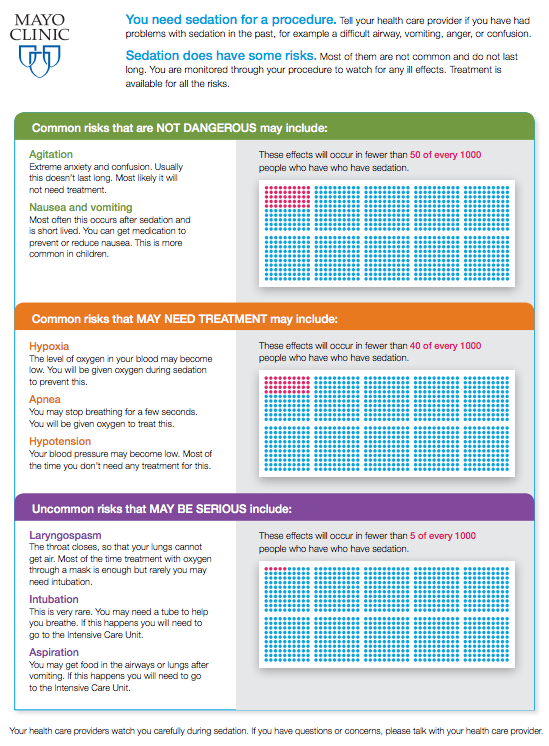 MAYO
CLINIC
You need sedation for a procedure. Tell your health care provider if you have had
problems with sedation in the past, for example a difficult airway, vomiting, anger, or confusion.
Sedation does have some risks. Most of them are not common and do not last
long. You are monitored through your procedure to watch for any ill effects. Treatment is
available for all the risks.
Common risks that are NOT DANGEROUS may include:
Agitation
Extreme anxiety and confusion. Usually
this doesn't last long. Most likely it will
not need treatment.
Nausea and vomiting
Most often this occurs after sedation and
is short lived. You can get medication to
prevent or reduce nausea. This is more
common in children.
These effects will occur in fewer than 50 of every 1000
people who have sedation.
Common risks that MAY NEED TREATMENT may include:
Hypoxia
The level of oxygen in your blood may become
low. You will be given oxygen during sedation
to prevent this.
Apnea
You may stop breathing for a few seconds.
You will be given oxygen to treat this.
Hypotension
Your blood pressure may become low. Most of
the time you don't need any treatment for this.
These effects will occur in fewer than 40 of every 1000
people who have who have sedation.
Uncommon risks that MAY BE SERIOUS include:
Laryngospasm
The throat closes, so that your lungs cannot
get air. Most of the time treatment with oxygen
through a mask is enough but rarely you may
need intubation.
Intubation
This is very rare. You may need a tube to help
you breathe. If this happens you will need to
go to the Intensive Care Unit.
Aspiration
You may get food in the airways or lungs after
vomiting. If this happens you will need to go
to the Intensive Care Unit.
These effects will occur in fewer than 5 of every 1000
people who have who have sedation.
Your health care providers watch you carefully during sedation. If you have questions or concerns, please talk with your health care provider.